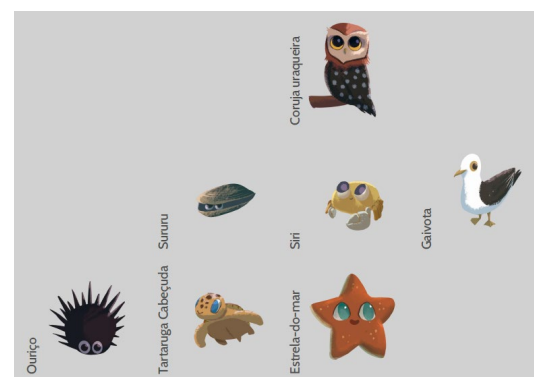 Coruja uraqueira
Sururu
Siri
Gaivota
Ouriço
Tartaruga Cabeçuda
Estrela-do-mar